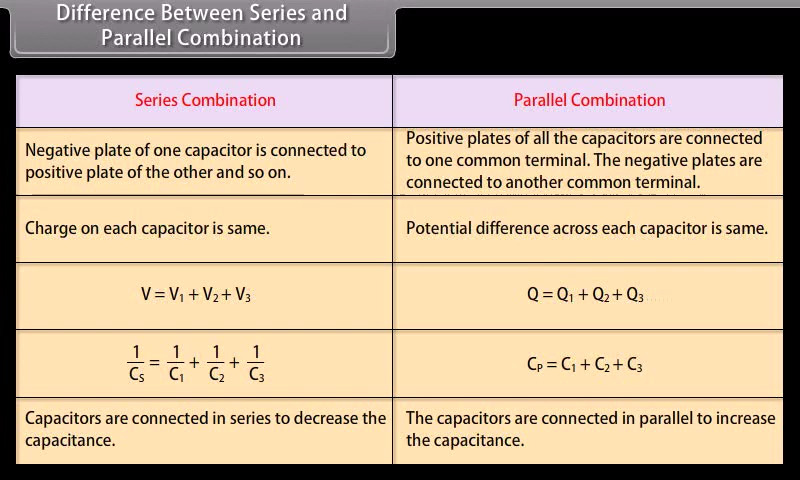 Difference Between Series and
Parallel Combination
Series Combination
Parallel Combination
Negative plate of one capacitor is connected to
positive plate of the other and so on.
Positive plates of all the capacitors are connected
to one common terminal. The negative plates are
connected to another common terminal.
Charge on each capacitor is same.
Potential difference across each capacitor is same.
V = V₁ + V₂ + V₃
Q = Q₁ + Q₂ + Q₃
1/Cₛ = 1/C₁ + 1/C₂ + 1/C₃
Cₚ = C₁ + C₂ + C₃
Capacitors are connected in series to decrease the
capacitance.
The capacitors are connected in parallel to increase
the capacitance.